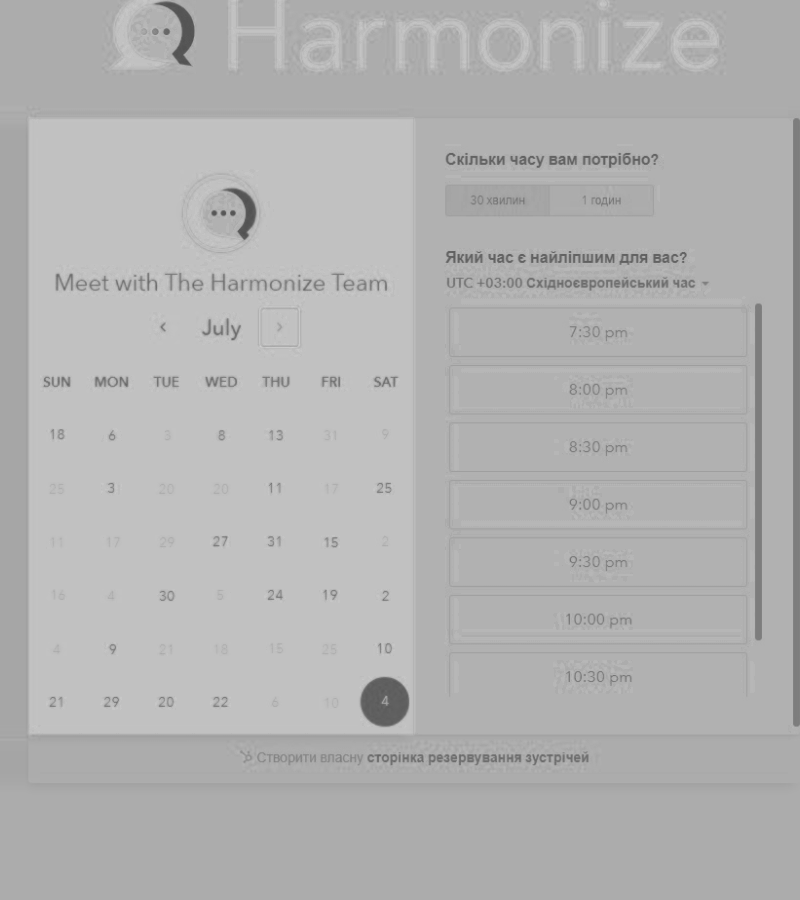 Harmonize
Meet with The Harmonize Team
July
SUN MON TUE WED THU FRI SAT
18 6 3 8 13 31 9
25 3 20 20 11 17 25
11 17 29 27 31 15 2
16 4 30 5 24 19 2
4 9 21 18 15 25 10
21 29 20 22 6 10 4
Скільки часу вам потрібно?
30 хвилин 1 годин
Який час є найліпшим для вас?
UTC +03:00 Східноєвропейський час
7:30 pm
8:00 pm
8:30 pm
9:00 pm
9:30 pm
10:00 pm
10:30 pm
Створити власну сторінка резервування зустрічей